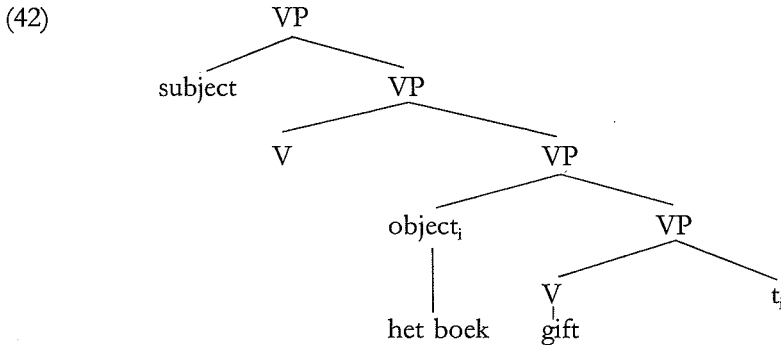 (42) VP
subject VP
V VP
objectᵢ VP
V tᵢ
het boek gift